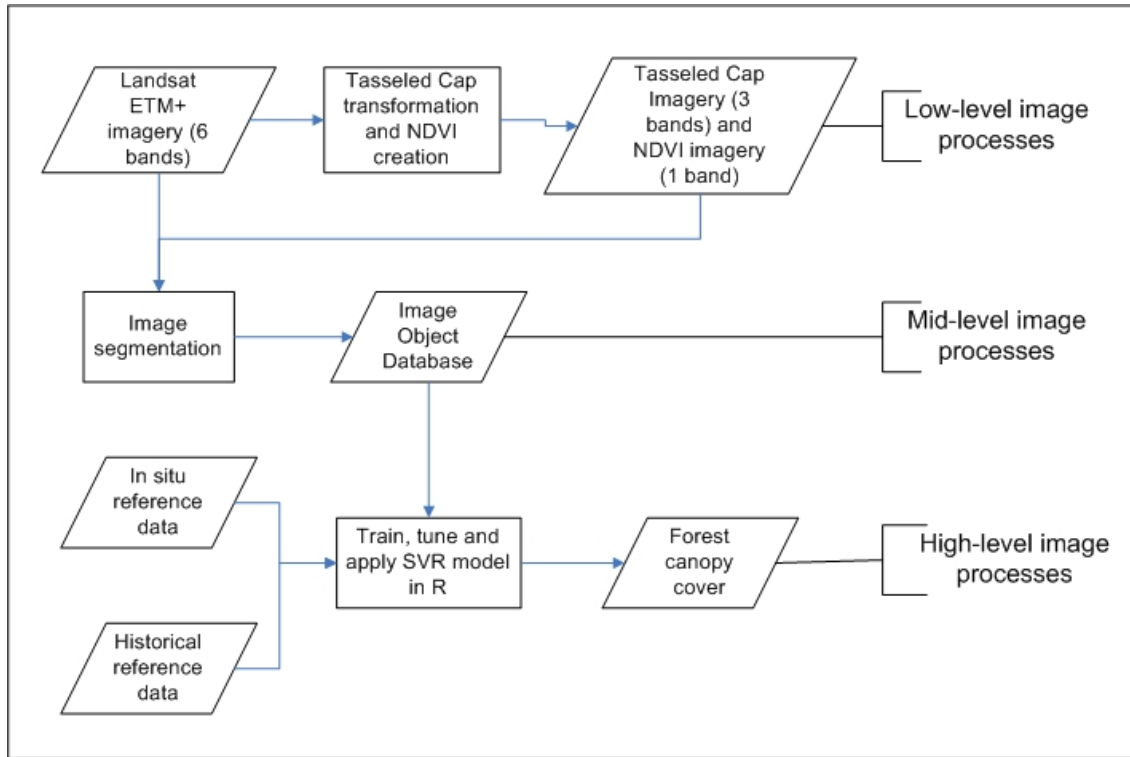 Landsat
ETM+
imagery (6
bands)
Tasseled Cap
transformation
and NDVI
creation
Tasseled Cap
Imagery (3
bands) and
NDVI imagery
(1 band)
Low-level image
processes
Image
segmentation
Image
Object
Database
Mid-level image
processes
In situ
reference
data
Train, tune and
apply SVR model
in R
Forest
canopy
cover
High-level image
processes
Historical
reference
data